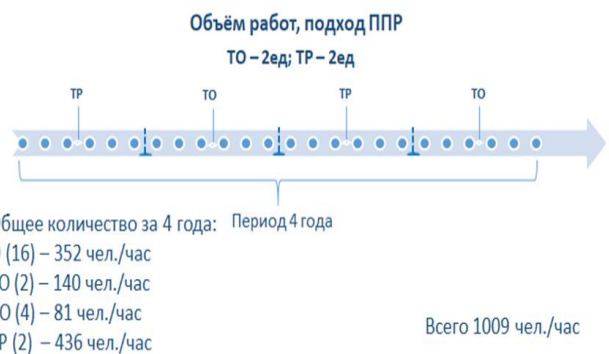 Объём работ, подход ППР
ТО – 2ед; ТР – 2ед
ТР
ТО
ТР
ТО
бщее количество за 4 года: Период 4 года
(16) – 352 чел./час
О (2) – 140 чел./час
О (4) – 81 чел./час
Р (2) – 436 чел./час
Всего 1009 чел./час